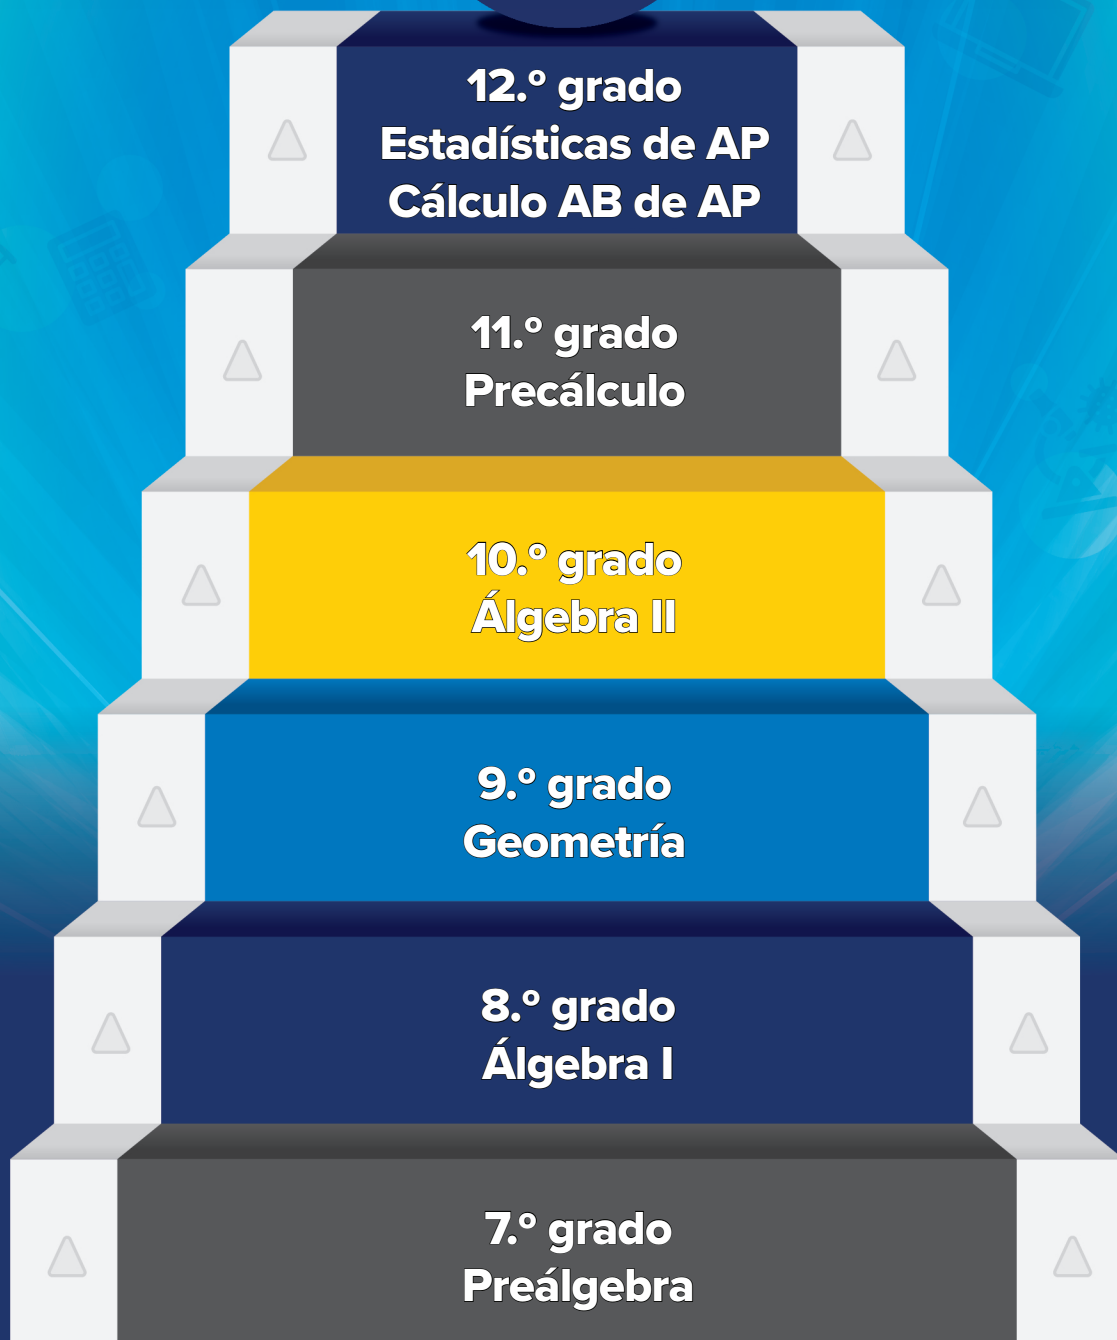 12.º grado
Estadísticas de AP
Cálculo AB de AP
11.º grado
Precálculo
10.º grado
Álgebra II
9.º grado
Geometría
8.º grado
Álgebra I
7.º grado
Preálgebra